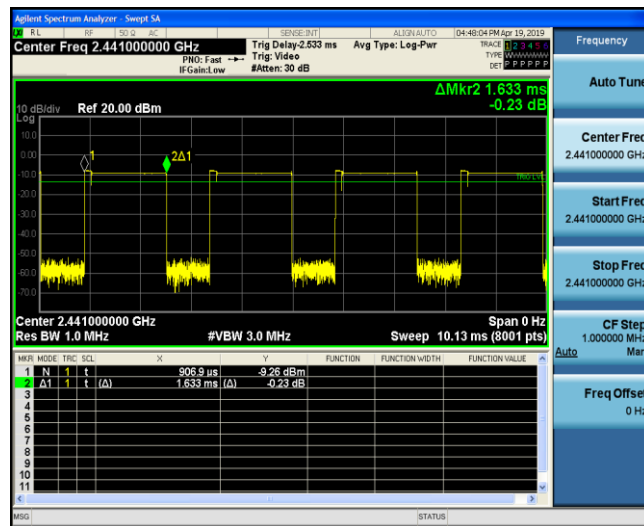 Agilent Spectrum Analyzer - Swept SA
RL RF 50 Ω AC SENSE:INT ALIGN AUTO 04:48:04 PM Apr 19, 2019
Center Freq 2.441000000 GHz Trig Delay-2.533 ms Avg Type: Log-Pwr TRACE 1 2 3 4 5 6
PNO: Fast Trig: Video TYPE WWWWWW
IFGain:Low #Atten: 30 dB DET P P P P P P
ΔMkr2 1.633 ms
-0.23 dB
10 dB/div Ref 20.00 dBm
Log
10.0
0.00
1 2Δ1
-10.0
TRIG LVL
-20.0
-30.0
-40.0
-50.0
-60.0
-70.0
Center 2.441000000 GHz Span 0 Hz
Res BW 1.0 MHz #VBW 3.0 MHz Sweep 10.13 ms (8001 pts)
MKR MODE TRC SCL X Y FUNCTION FUNCTION WIDTH FUNCTION VALUE
1 N 1 t 906.9 µs -9.26 dBm
2 Δ1 1 t (Δ) 1.633 ms (Δ) -0.23 dB
3
4
5
6
7
8
9
10
11
MSG STATUS
Frequency
Auto Tune
Center Freq
2.441000000 GHz
Start Freq
2.441000000 GHz
Stop Freq
2.441000000 GHz
CF Step
1.000000 MHz
Auto Man
Freq Offset
0 Hz